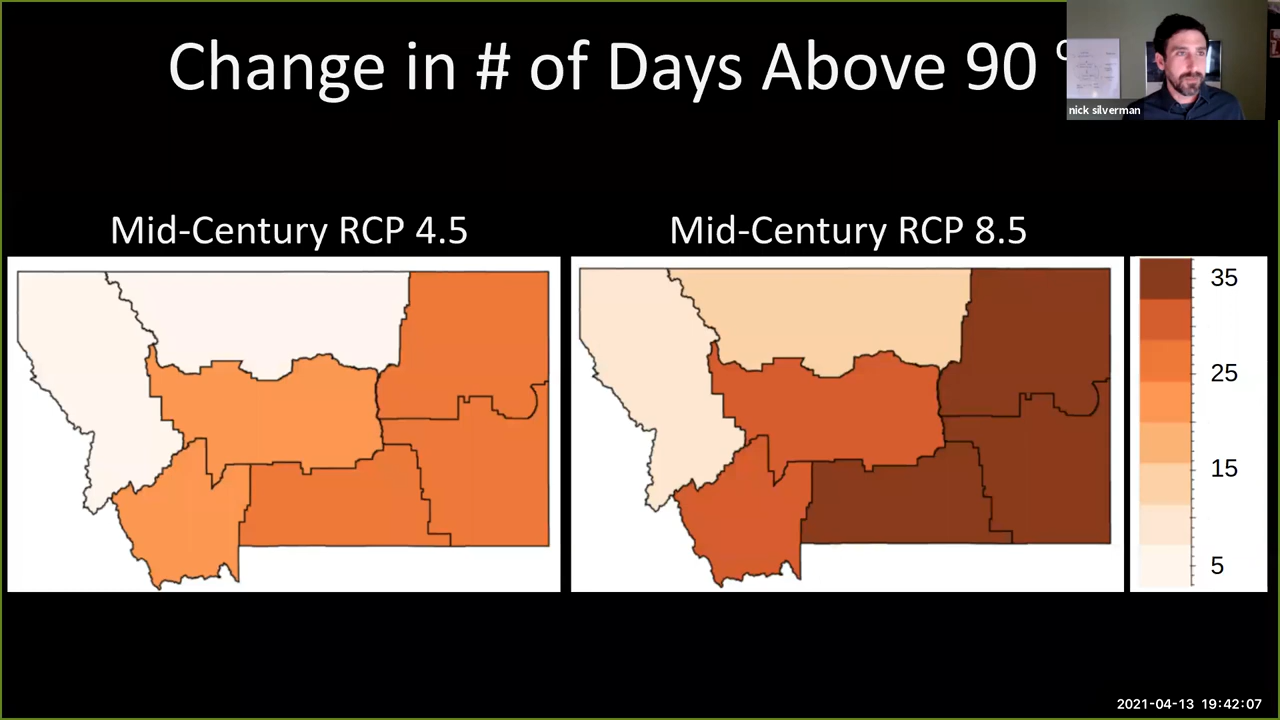 Change in # of Days Above 90 °
nick silverman
Mid-Century RCP 4.5
Mid-Century RCP 8.5
35
25
15
5
2021-04-13 19:42:07